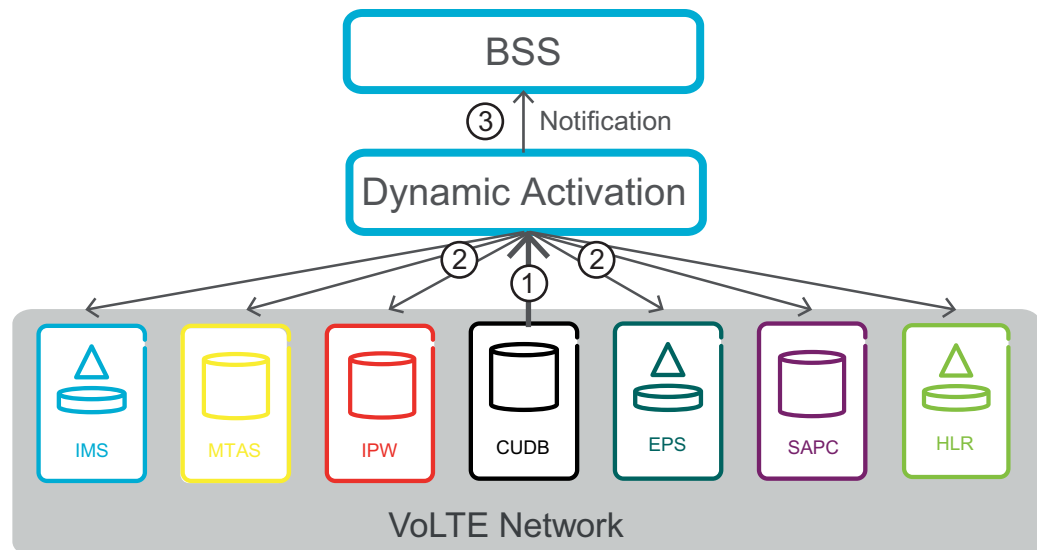 BSS
3 Notification
Dynamic Activation
2 1 2
IMS MTAS IPW CUDB EPS SAPC HLR
VoLTE Network